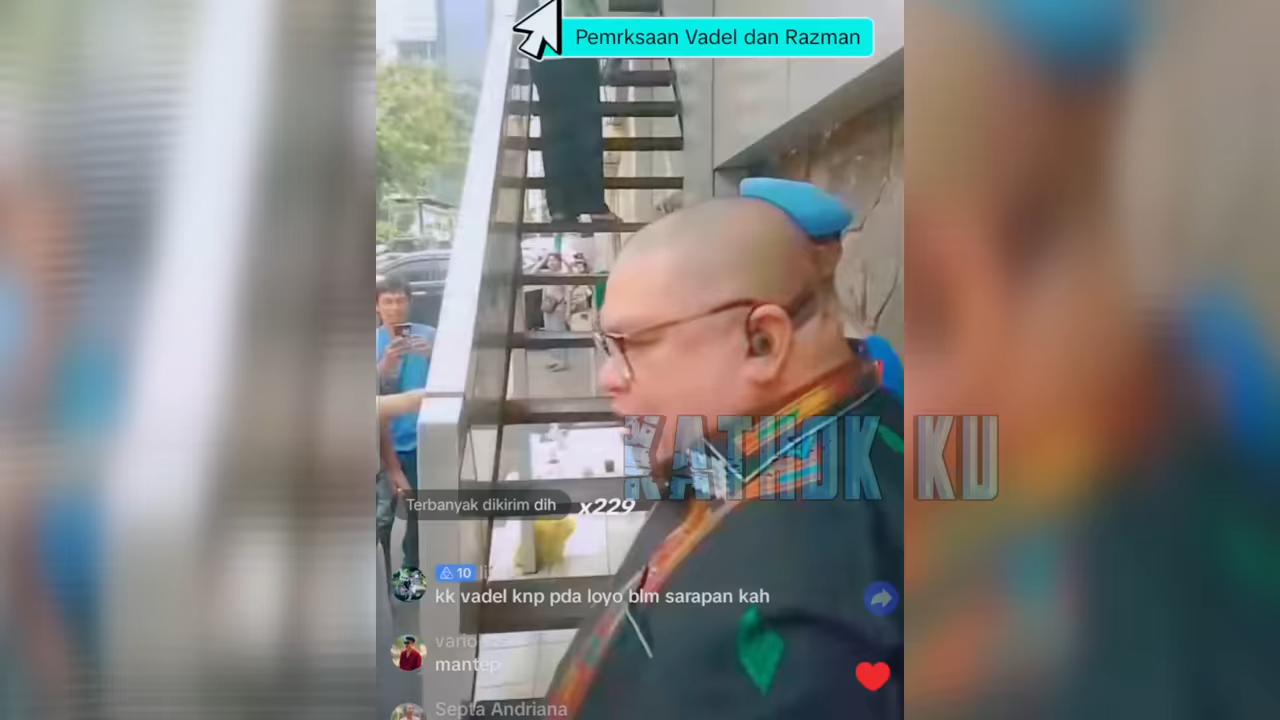 Pemrksaan Vadel dan Razman
KATHOK KU
Terbanyak dikirim dih x229
10
kk vadel knp pda loyo blm sarapan kah
vario
mantep
Septa Andriana